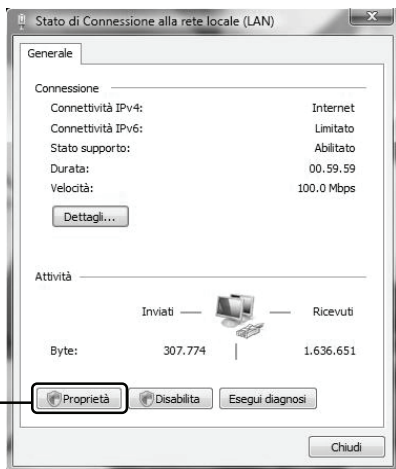 Stato di Connessione alla rete locale (LAN)
Generale
Connessione
Connettività IPv4: Internet
Connettività IPv6: Limitato
Stato supporto: Abilitato
Durata: 00.59.59
Velocità: 100.0 Mbps
Dettagli...
Attività
Inviati Ricevuti
Byte: 307.774 1.636.651
Proprietà Disabilita Esegui diagnosi
Chiudi